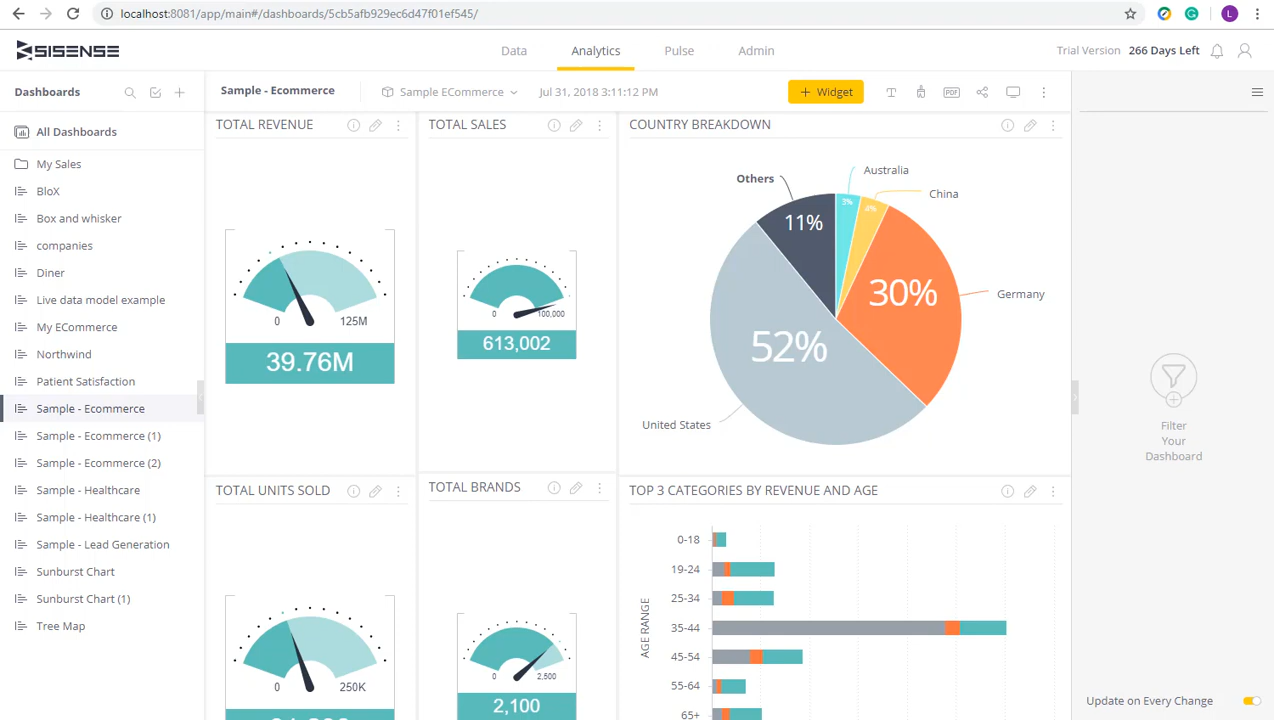 localhost:8081/app/main#/dashboards/5cb5afb929ec6d47f01ef545/
L
SISENSE
Data
Analytics
Pulse
Admin
Trial Version 266 Days Left
Dashboards
Sample - Ecommerce
Sample ECommerce
Jul 31, 2018 3:11:12 PM
+ Widget
T
PDF
All Dashboards
My Sales
BloX
Box and whisker
companies
Diner
Live data model example
My ECommerce
Northwind
Patient Satisfaction
Sample - Ecommerce
Sample - Ecommerce (1)
Sample - Ecommerce (2)
Sample - Healthcare
Sample - Healthcare (1)
Sample - Lead Generation
Sunburst Chart
Sunburst Chart (1)
Tree Map
TOTAL REVENUE
0
125M
39.76M
TOTAL SALES
0
100,000
613,002
COUNTRY BREAKDOWN
Australia
Others
China
3%
4%
11%
30%
Germany
52%
United States
TOTAL UNITS SOLD
0
250K
TOTAL BRANDS
0
2,500
2,100
TOP 3 CATEGORIES BY REVENUE AND AGE
AGE RANGE
0-18
19-24
25-34
35-44
45-54
55-64
65+
Filter
Your
Dashboard
Update on Every Change